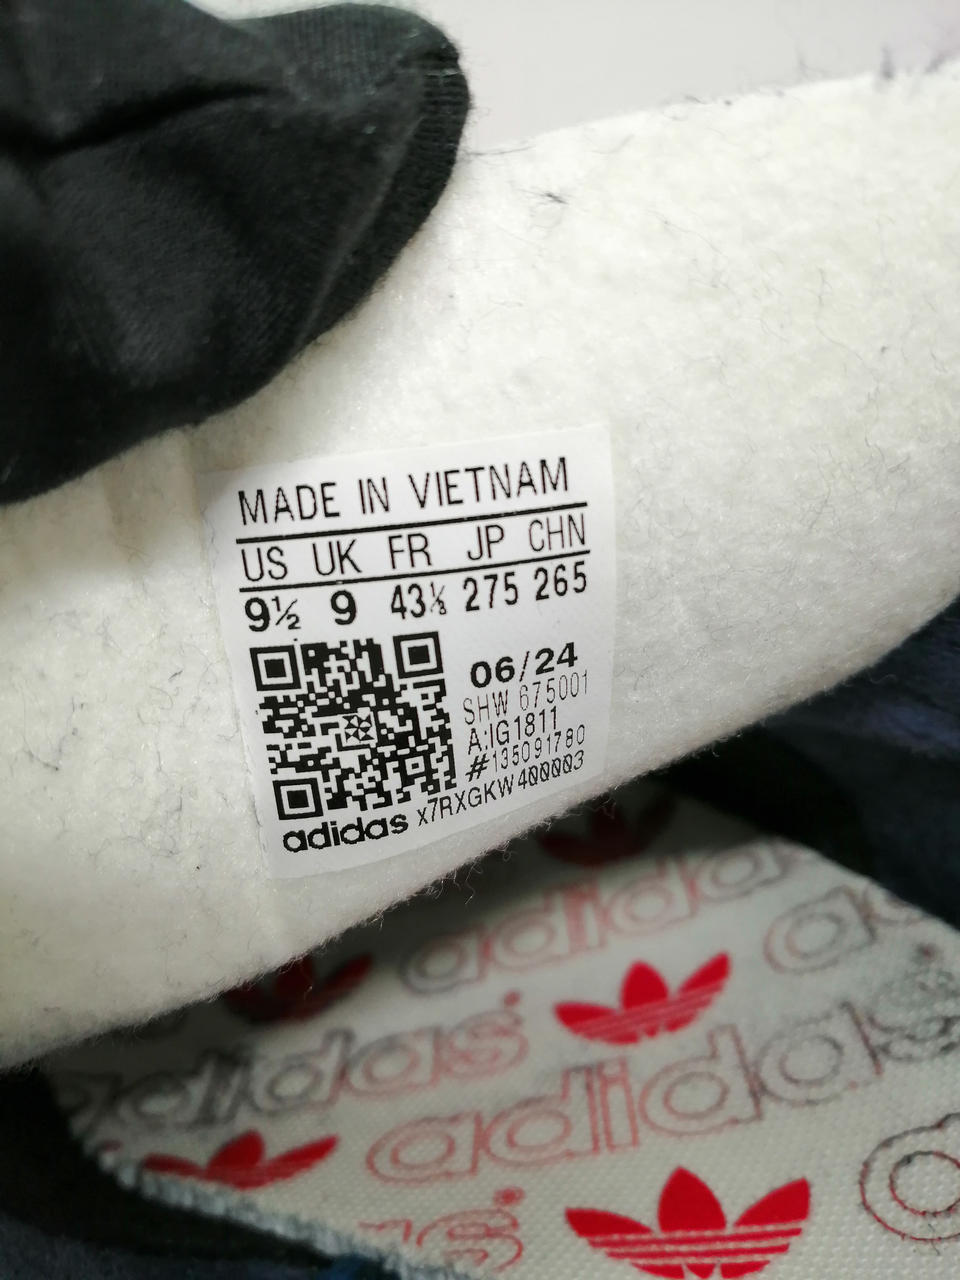 MADE IN VIETNAM
US UK FR JP CHN
9½ 9 43⅓ 275 265
06/24
SHW 675001
A:IG1811
#135091780
adidas x7RXGKW400003
adidas
adidas
adidas